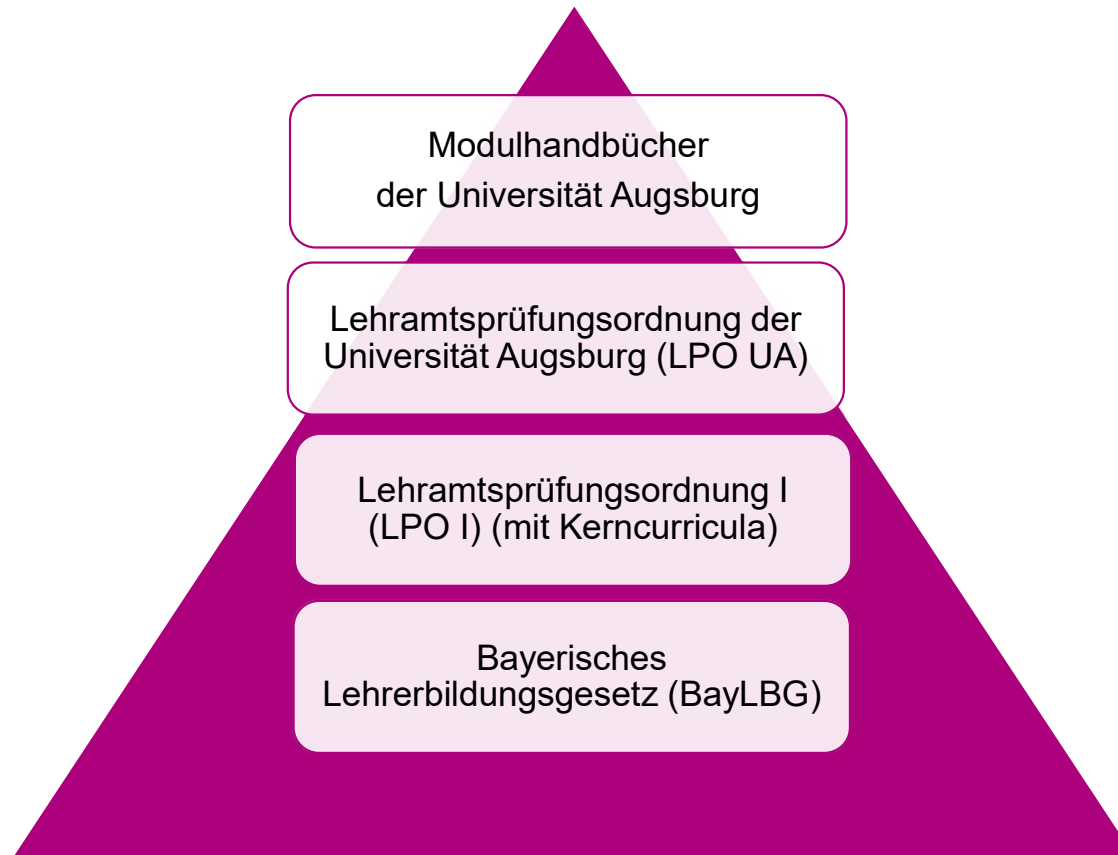 Modulhandbücher
der Universität Augsburg
Lehramtsprüfungsordnung der
Universität Augsburg (LPO UA)
Lehramtsprüfungsordnung I
(LPO I) (mit Kerncurricula)
Bayerisches
Lehrerbildungsgesetz (BayLBG)